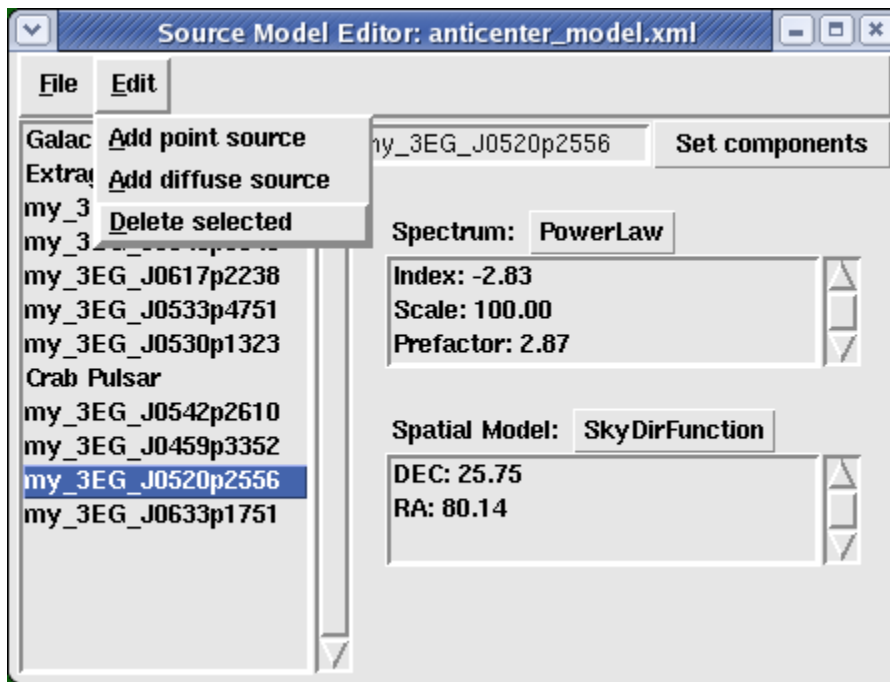 Source Model Editor: anticenter_model.xml
File Edit
Add point source
Add diffuse source
Delete selected
Galac
Extrag
my_3
my_3EG_J0617p2238
my_3EG_J0533p4751
my_3EG_J0530p1323
Crab Pulsar
my_3EG_J0542p2610
my_3EG_J0459p3352
my_3EG_J0520p2556
my_3EG_J0633p1751
my_3EG_J0520p2556 Set components
Spectrum: PowerLaw
Index: -2.83
Scale: 100.00
Prefactor: 2.87
Spatial Model: SkyDirFunction
DEC: 25.75
RA: 80.14